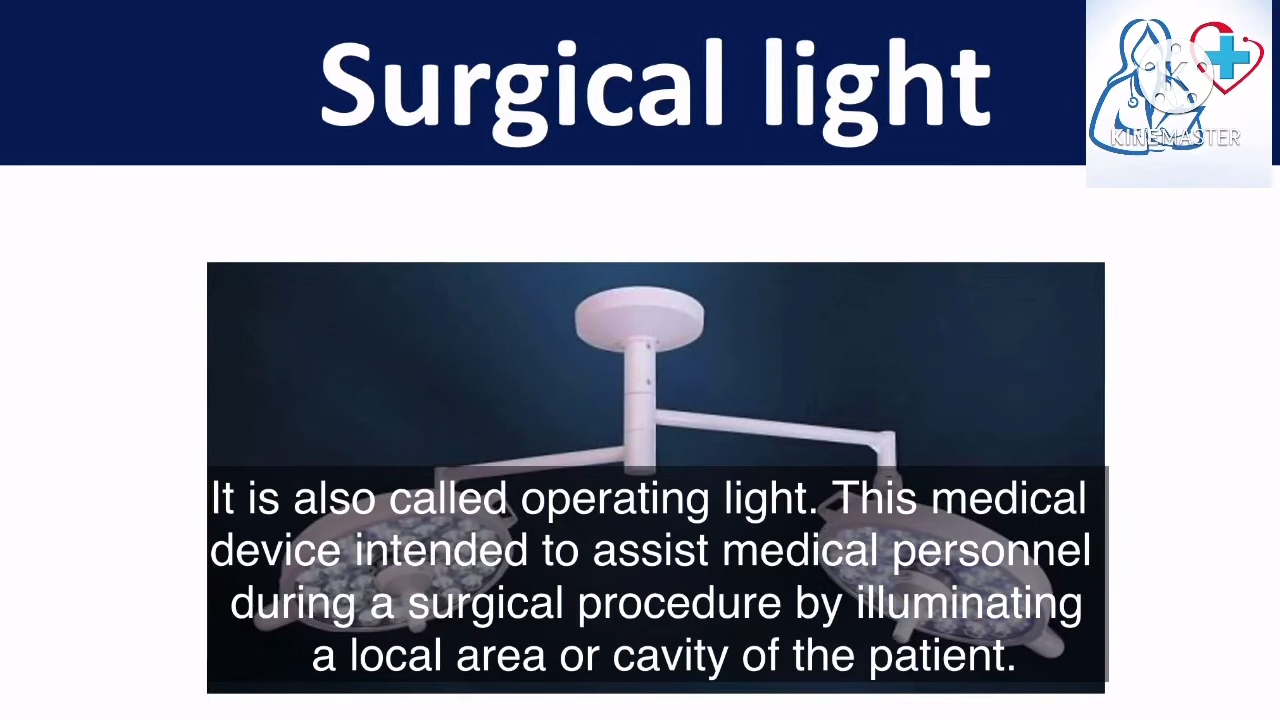 Surgical light
KINEMASTER
It is also called operating light. This medical
device intended to assist medical personnel
during a surgical procedure by illuminating
a local area or cavity of the patient.